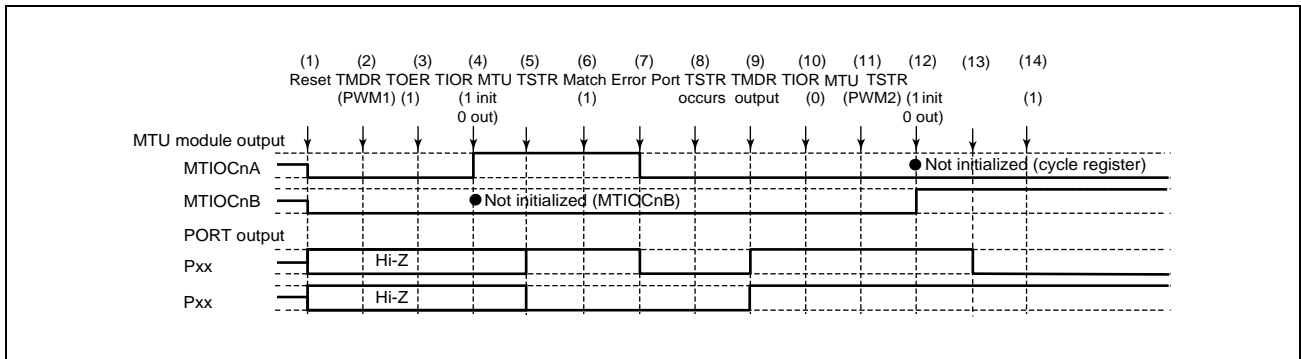 (1) (2) (3) (4) (5) (6) (7) (8) (9) (10) (11) (12) (13) (14)
Reset TMDR TOER TIOR MTU TSTR Match Error Port TSTR TMDR TIOR MTU TSTR
(PWM1) (1) (1 init (1) occurs output (0) (PWM2) (1 init (1)
0 out) 0 out)
MTU module output
MTIOCnA
● Not initialized (cycle register)
MTIOCnB
● Not initialized (MTIOCnB)
PORT output
Pxx
Hi-Z
Pxx
Hi-Z